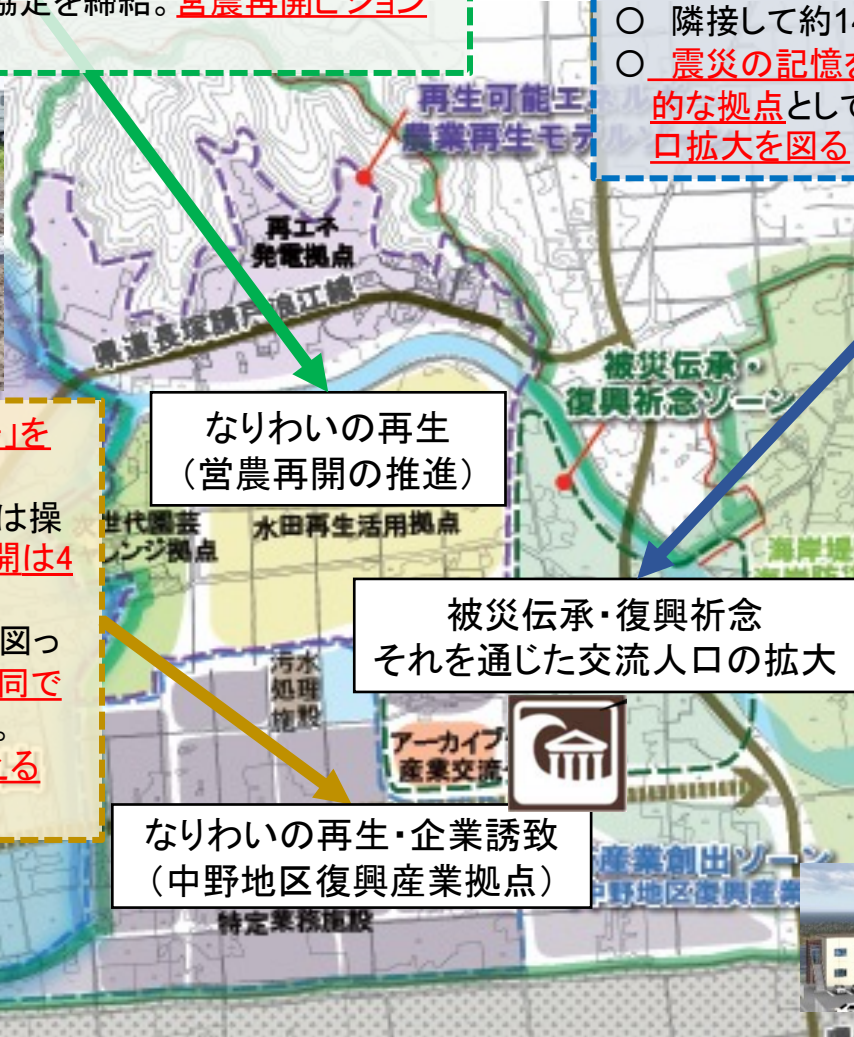 協定を締結。営農再開ビジョン
○ 隣接して約14
○ 震災の記憶を
的な拠点として
口拡大を図る
再生可能エネル
農業再生モデル
再エネ
発電拠点
県道長塚請戸浪江線
被災伝承・
復興祈念ゾーン
なりわいの再生
（営農再開の推進）
」を
は操
開は4
図っ
同で
。
える
次世代園芸
チャレンジ拠点
水田再生活用拠点
海岸堤
海岸防
被災伝承・復興祈念
それを通じた交流人口の拡大
汚水
処理
施設
アーカイブ
産業交流
なりわいの再生・企業誘致
（中野地区復興産業拠点）
産業創出ゾーン
中野地区復興産業
特定業務施設